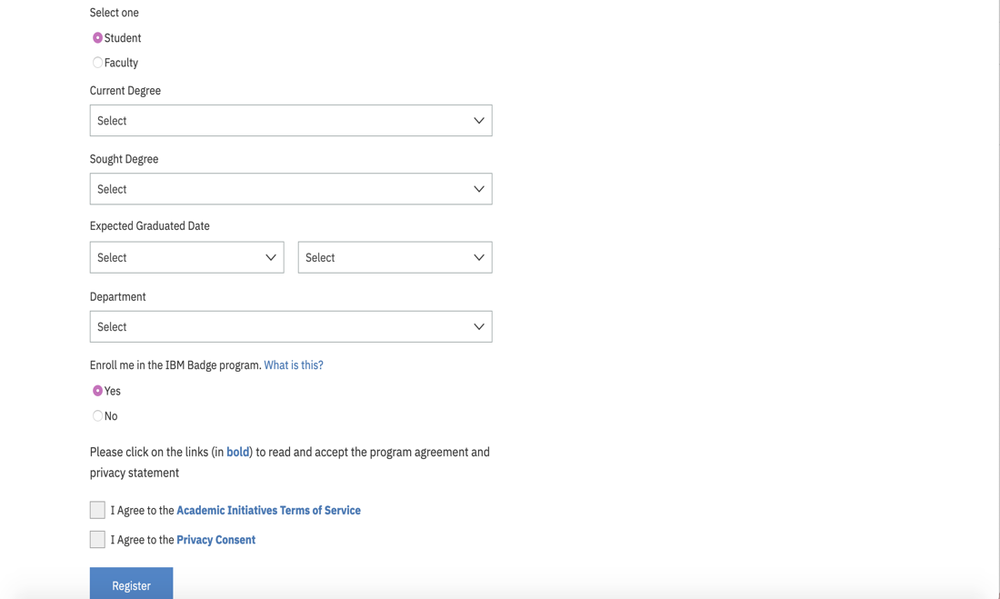 Select one
Student
Faculty
Current Degree
Select
Sought Degree
Select
Expected Graduated Date
Select Select
Department
Select
Enroll me in the IBM Badge program. What is this?
Yes
No
Please click on the links (in bold) to read and accept the program agreement and
privacy statement
I Agree to the Academic Initiatives Terms of Service
I Agree to the Privacy Consent
Register